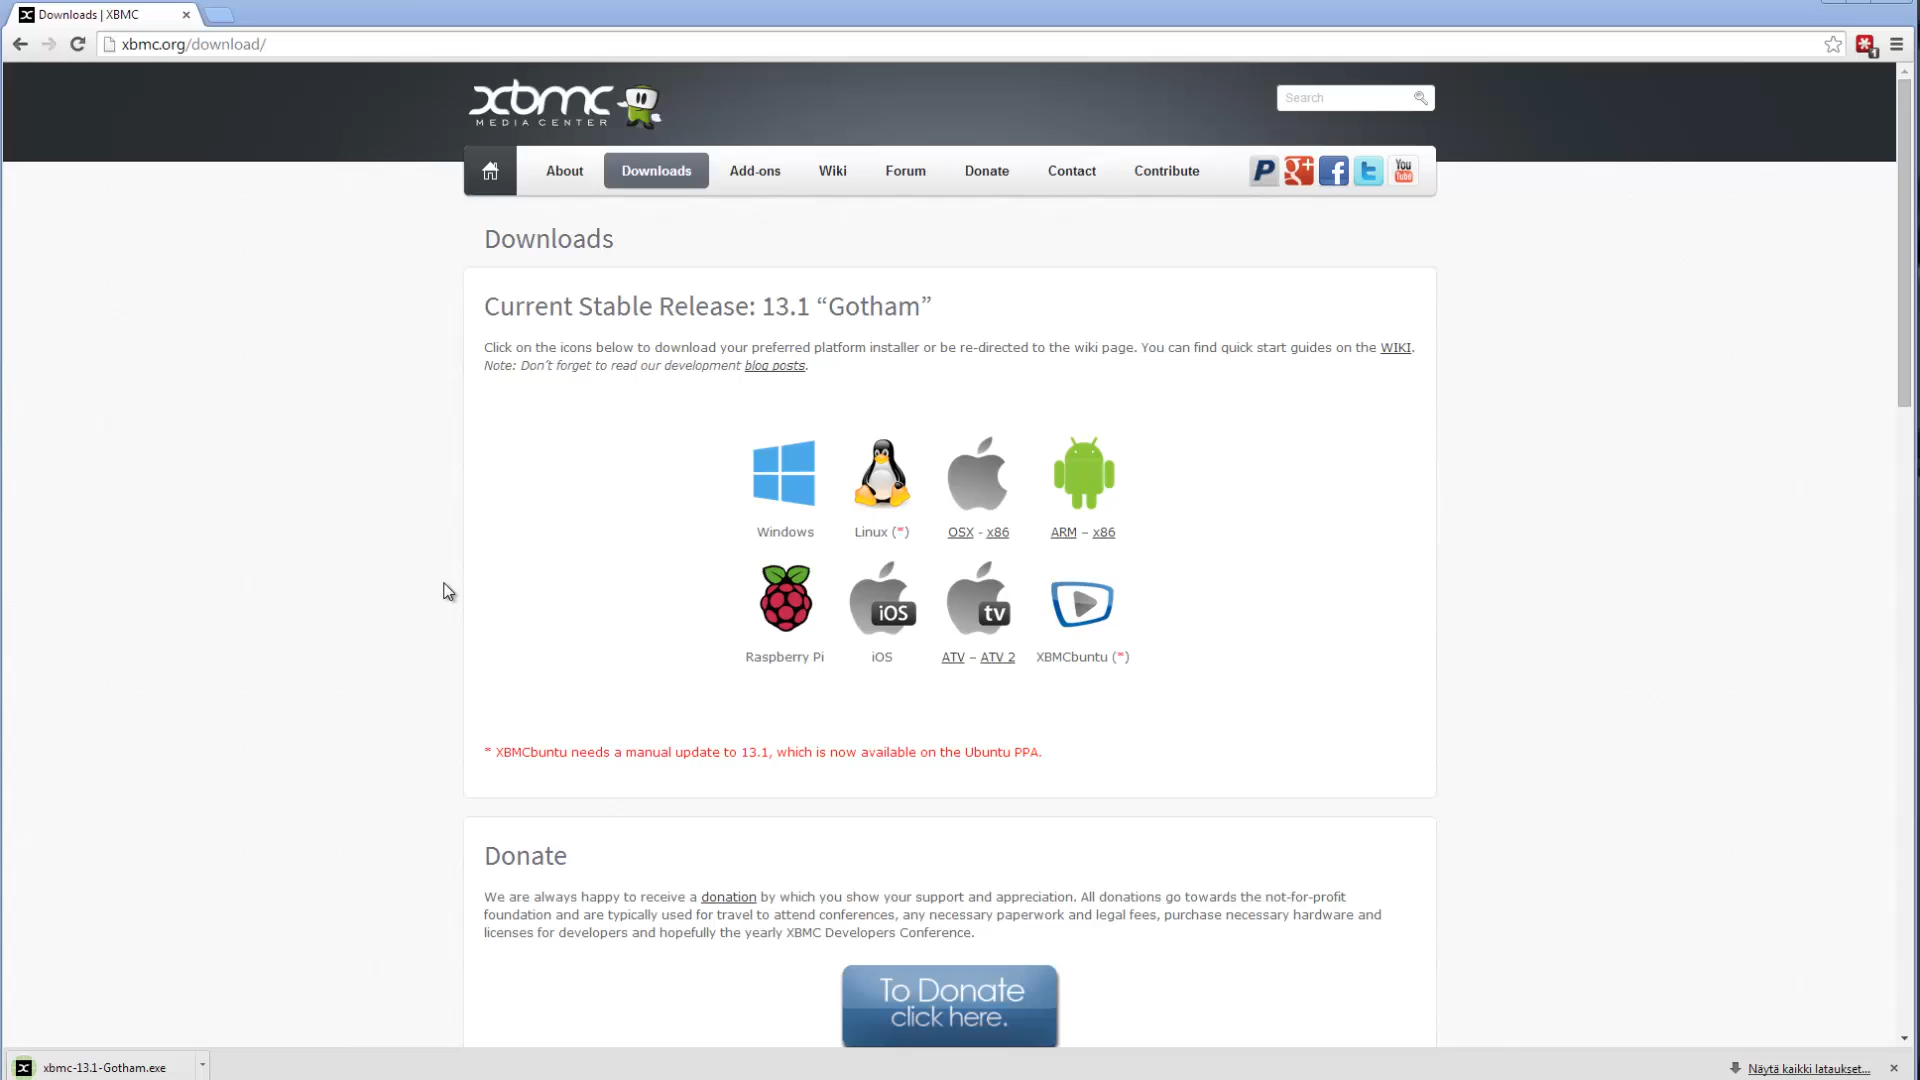 Downloads | XBMC
xbmc.org/download/
xbmc
MEDIA CENTER
Search
About Downloads Add-ons Wiki Forum Donate Contact Contribute P g+ f t You Tube
Downloads
Current Stable Release: 13.1 “Gotham”
Click on the icons below to download your preferred platform installer or be re-directed to the wiki page. You can find quick start guides on the WIKI.
Note: Don’t forget to read our development blog posts.
Windows Linux (*) OSX - x86 ARM – x86
iOS tv
Raspberry Pi iOS ATV – ATV 2 XBMCbuntu (*)
* XBMCbuntu needs a manual update to 13.1, which is now available on the Ubuntu PPA.
Donate
We are always happy to receive a donation by which you show your support and appreciation. All donations go towards the not-for-profit
foundation and are typically used for travel to attend conferences, any necessary paperwork and legal fees, purchase necessary hardware and
licenses for developers and hopefully the yearly XBMC Developers Conference.
To Donate
click here.
xbmc-13.1-Gotham.exe
Näytä kaikki lataukset...